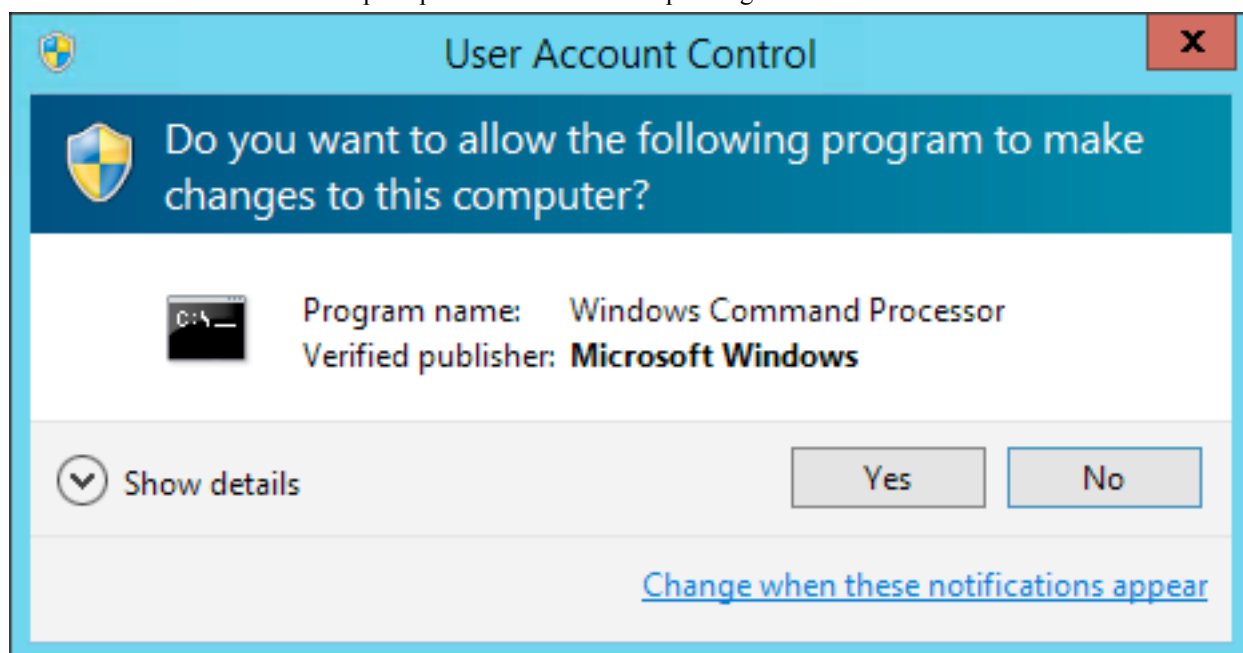 User Account Control
x
Do you want to allow the following program to make
changes to this computer?
C:\_
Program name: Windows Command Processor
Verified publisher: Microsoft Windows
Show details
Yes
No
Change when these notifications appear